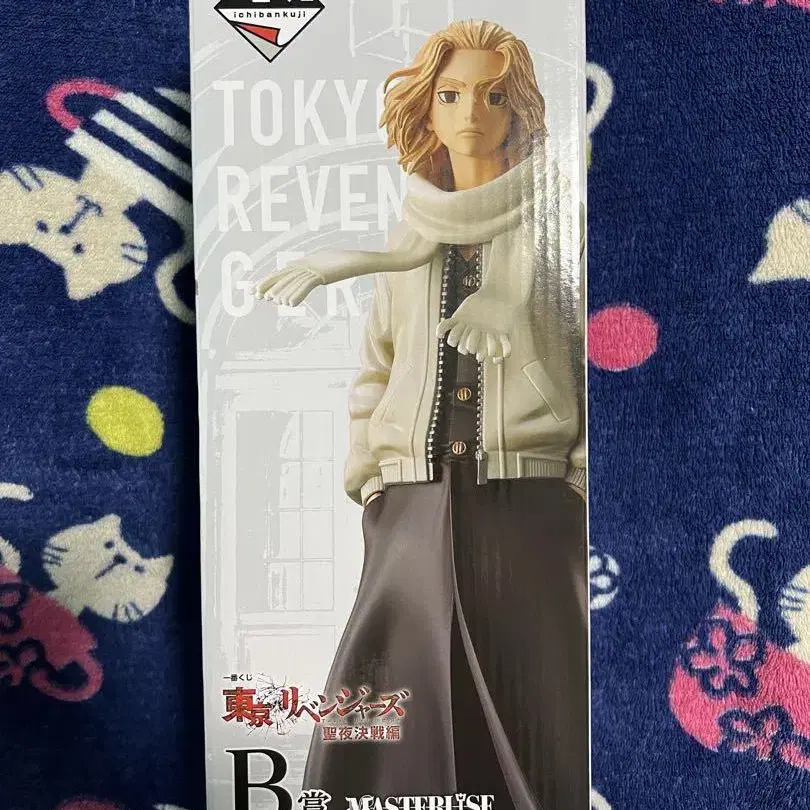 ichibankuji
TOKYO
REVEN
GER
一番くじ
東京リベンジャーズ
聖夜決戦編
B賞 MASTERLISE